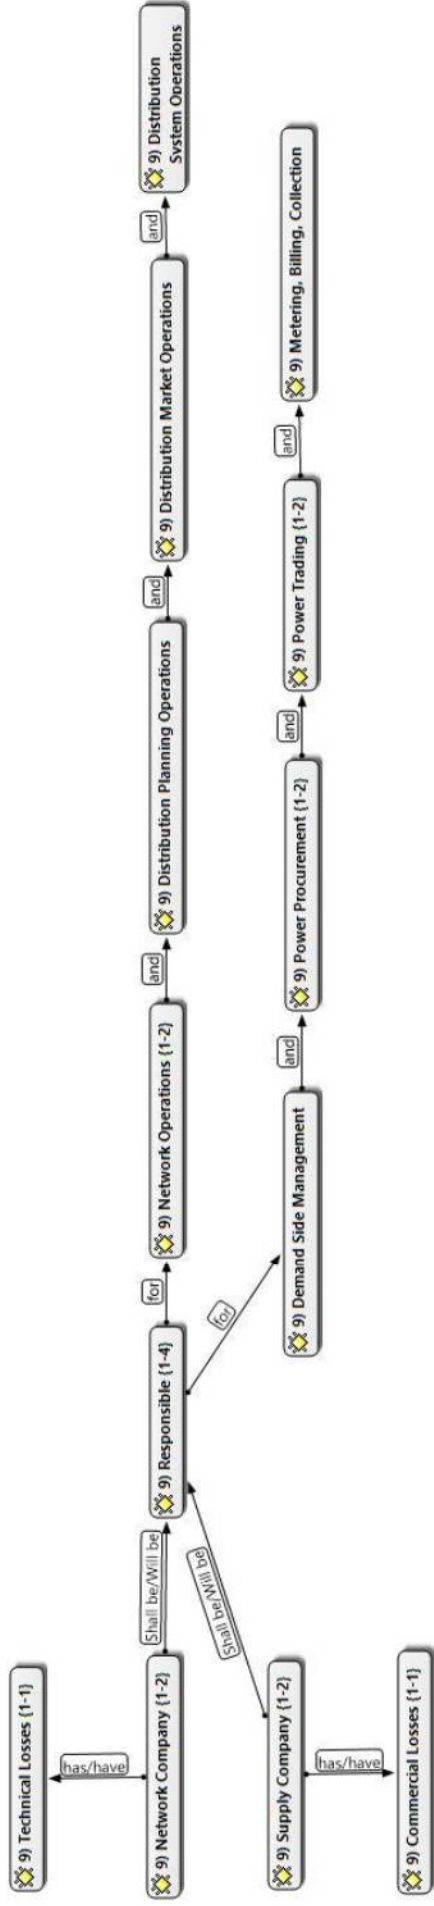 9) Technical Losses {1-1}
has/have
9) Network Company {1-2}
Shall be/Will be
9) Responsible {1-4}
for
9) Network Operations {1-2}
and
9) Distribution Planning Operations
and
9) Distribution Market Operations
and
9) Distribution
System Operations
9) Supply Company {1-2}
Shall be/Will be
for
9) Demand Side Management
and
9) Power Procurement {1-2}
and
9) Power Trading {1-2}
and
9) Metering, Billing, Collection
has/have
9) Commercial Losses {1-1}